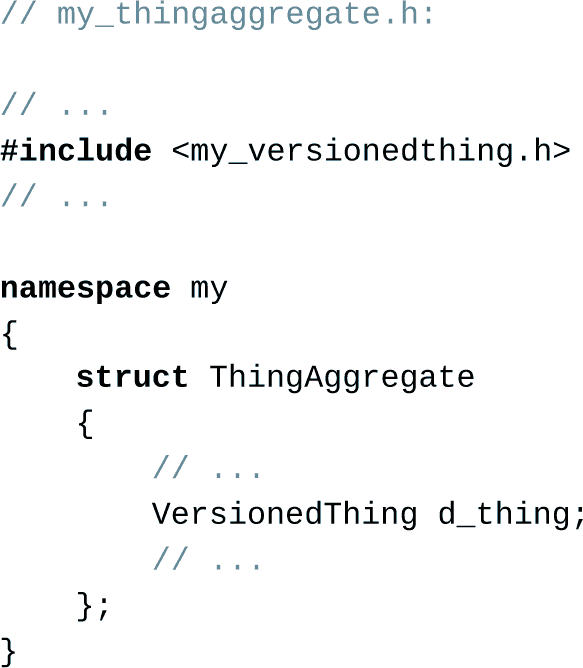 // my_thingaggregate.h:
// ...
#include <my_versionedthing.h>
// ...
namespace my
{
    struct ThingAggregate
    {
        // ...
        VersionedThing d_thing;
        // ...
    };
}